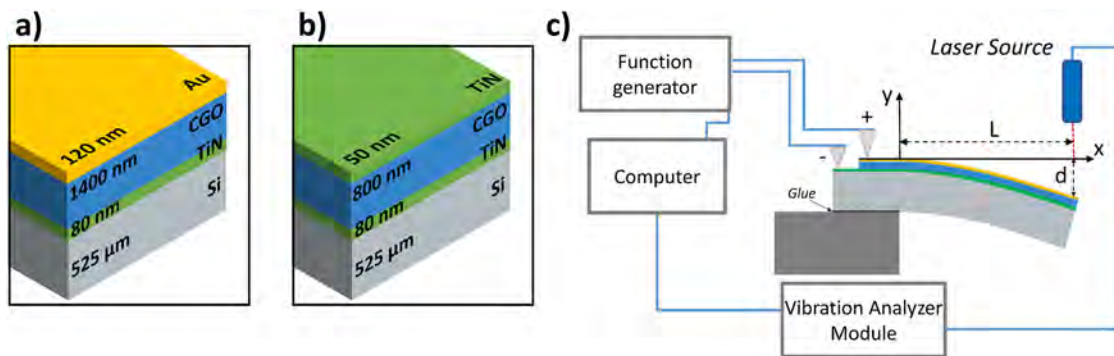 a)
Au
120 nm
CGO
1400 nm
TiN
80 nm
Si
525 µm
b)
TiN
50 nm
CGO
800 nm
TiN
80 nm
Si
525 µm
c)
Function
generator
Computer
Vibration Analyzer
Module
Laser Source
y
L
x
+
-
d
Glue